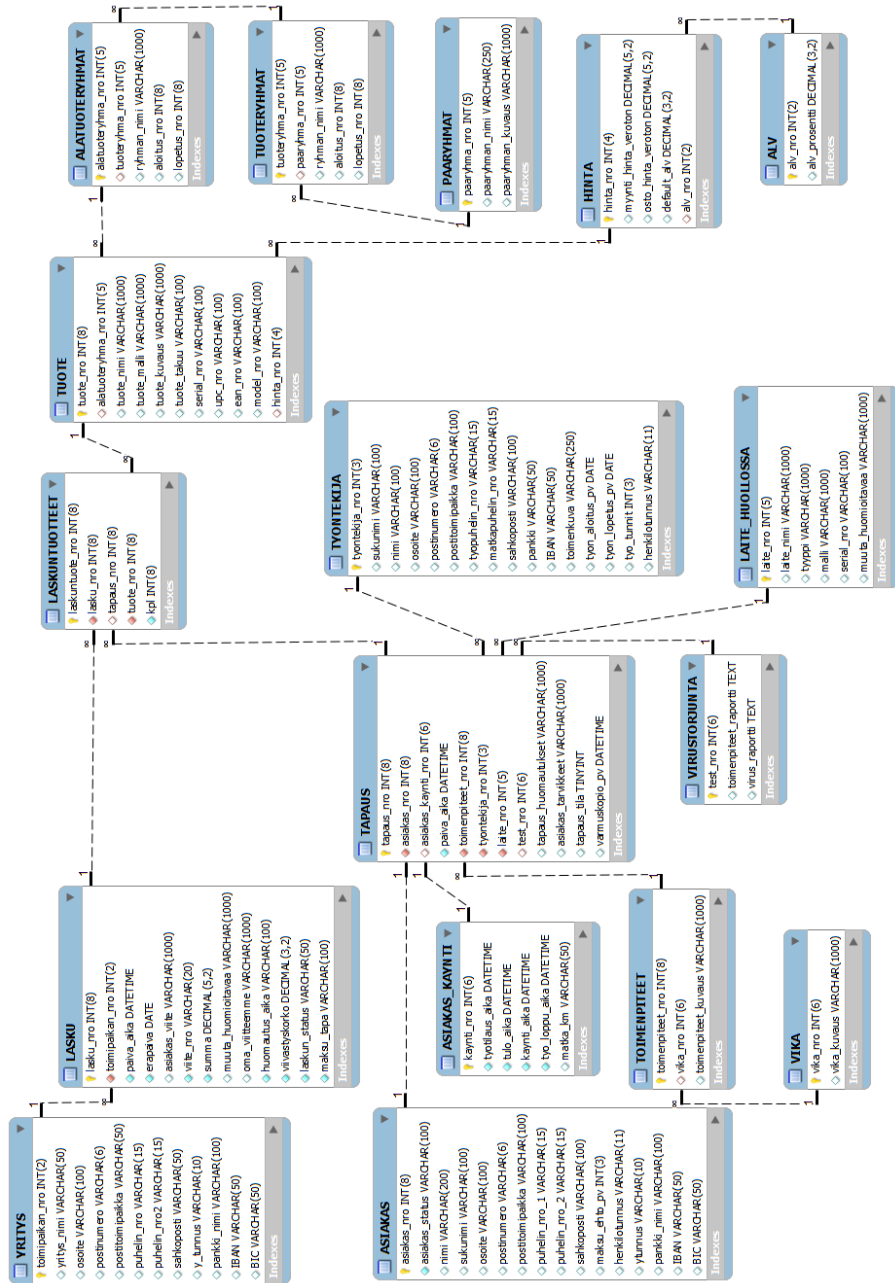 YRITYS
toimipaikan_nro INT(2)
yritys_nimi VARCHAR(50)
osoite VARCHAR(100)
postinumero VARCHAR(6)
postitoimipaikka VARCHAR(50)
puhelin_nro VARCHAR(15)
puhelin_nro2 VARCHAR(15)
sahkoposti VARCHAR(50)
y_tunnus VARCHAR(10)
pankki_nimi VARCHAR(100)
IBAN VARCHAR(50)
BIC VARCHAR(50)
Indexes
LASKU
lasku_nro INT(8)
toimipaikan_nro INT(2)
paiva_aika DATETIME
erapaiva DATE
asiakas_viite VARCHAR(1000)
viite_nro VARCHAR(20)
summa DECIMAL(5,2)
muuta_huomioitavaa VARCHAR(1000)
oma_viitteemme VARCHAR(1000)
huomautus_aika VARCHAR(100)
viivastyskorko DECIMAL(3,2)
laskun_status VARCHAR(50)
maksu_tapa VARCHAR(100)
Indexes
LASKUNTUOTTEET
laskuntuote_nro INT(8)
lasku_nro INT(8)
tapaus_nro INT(8)
tuote_nro INT(8)
kpl INT(8)
Indexes
TUOTE
tuote_nro INT(8)
alatuoteryhma_nro INT(5)
tuote_nimi VARCHAR(1000)
tuote_malli VARCHAR(1000)
tuote_kuvaus VARCHAR(1000)
tuote_takuu VARCHAR(100)
serial_nro VARCHAR(100)
upc_nro VARCHAR(100)
ean_nro VARCHAR(100)
model_nro VARCHAR(100)
hinta_nro INT(4)
Indexes
ALATUOTERYHMAT
alatuoteryhma_nro INT(5)
tuoteryhma_nro INT(5)
ryhman_nimi VARCHAR(1000)
aloitus_nro INT(8)
lopetus_nro INT(8)
Indexes
TUOTERYHMAT
tuoteryhma_nro INT(5)
paaryhma_nro INT(5)
ryhman_nimi VARCHAR(1000)
aloitus_nro INT(8)
lopetus_nro INT(8)
Indexes
PAARYHMAT
paaryhma_nro INT(5)
paaryhman_nimi VARCHAR(250)
paaryhman_kuvaus VARCHAR(1000)
Indexes
HINTA
hinta_nro INT(4)
myynti_hinta_veroton DECIMAL(5,2)
osto_hinta_veroton DECIMAL(5,2)
default_alv DECIMAL(3,2)
alv_nro INT(2)
Indexes
ALV
alv_nro INT(2)
alv_prosentti DECIMAL(3,2)
Indexes
ASIAKAS
asiakas_nro INT(8)
asiakas_status VARCHAR(100)
nimi VARCHAR(200)
sukunimi VARCHAR(100)
osoite VARCHAR(100)
postinumero VARCHAR(6)
postitoimipaikka VARCHAR(100)
puhelin_nro_1 VARCHAR(15)
puhelin_nro_2 VARCHAR(15)
sahkoposti VARCHAR(100)
maksu_ehto_pv INT(3)
henkilotunnus VARCHAR(11)
ytunnus VARCHAR(10)
pankki_nimi VARCHAR(100)
IBAN VARCHAR(50)
BIC VARCHAR(50)
Indexes
ASIAKAS_KAYNTI
kaynti_nro INT(6)
tyotilaus_aika DATETIME
tulo_aika DATETIME
kaynti_aika DATETIME
tyo_loppu_aika DATETIME
matka_km VARCHAR(50)
Indexes
TOIMENPITEET
toimenpiteet_nro INT(8)
vika_nro INT(6)
toimenpiteet_kuvaus VARCHAR(1000)
Indexes
VIKA
vika_nro INT(6)
vika_kuvaus VARCHAR(1000)
Indexes
TAPAUS
tapaus_nro INT(8)
asiakas_nro INT(8)
asiakas_kaynti_nro INT(6)
paiva_aika DATETIME
toimenpiteet_nro INT(8)
tyontekija_nro INT(3)
laite_nro INT(5)
test_nro INT(6)
tapaus_huomautukset VARCHAR(1000)
asiakas_tarvikkeet VARCHAR(1000)
tapaus_tila TINYINT
varmuskopio_pv DATETIME
Indexes
VIRUSTORJUNTA
test_nro INT(6)
toimenpiteet_raportti TEXT
virus_raportti TEXT
Indexes
TYONTEKIJA
tyontekija_nro INT(3)
sukunimi VARCHAR(100)
nimi VARCHAR(100)
osoite VARCHAR(100)
postinumero VARCHAR(6)
postitoimipaikka VARCHAR(100)
tyopuhelin_nro VARCHAR(15)
matkapuhelin_nro VARCHAR(15)
sahkoposti VARCHAR(100)
pankki VARCHAR(50)
IBAN VARCHAR(50)
toimenkuva VARCHAR(250)
tyon_aloitus_pv DATE
tyon_lopetus_pv DATE
tyo_tunnit INT(3)
henkilotunnus VARCHAR(11)
Indexes
LAITE_HUOLLOSSA
laite_nro INT(5)
laite_nimi VARCHAR(1000)
tyyppi VARCHAR(1000)
malli VARCHAR(1000)
serial_nro VARCHAR(100)
muuta_huomioitavaa VARCHAR(1000)
Indexes